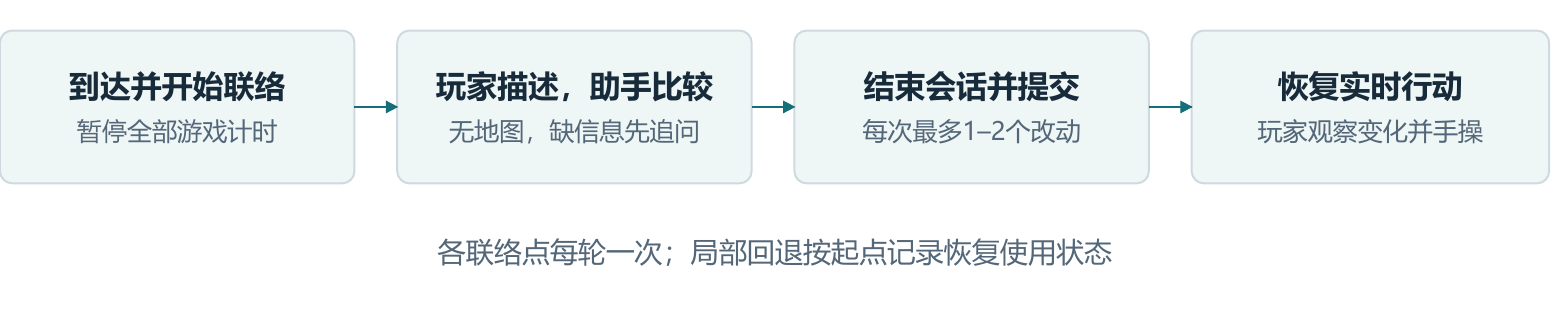 到达并开始联络
暂停全部游戏计时
玩家描述，助手比较
无地图，缺信息先追问
结束会话并提交
每次最多1–2个改动
恢复实时行动
玩家观察变化并手操
各联络点每轮一次；局部回退按起点记录恢复使用状态